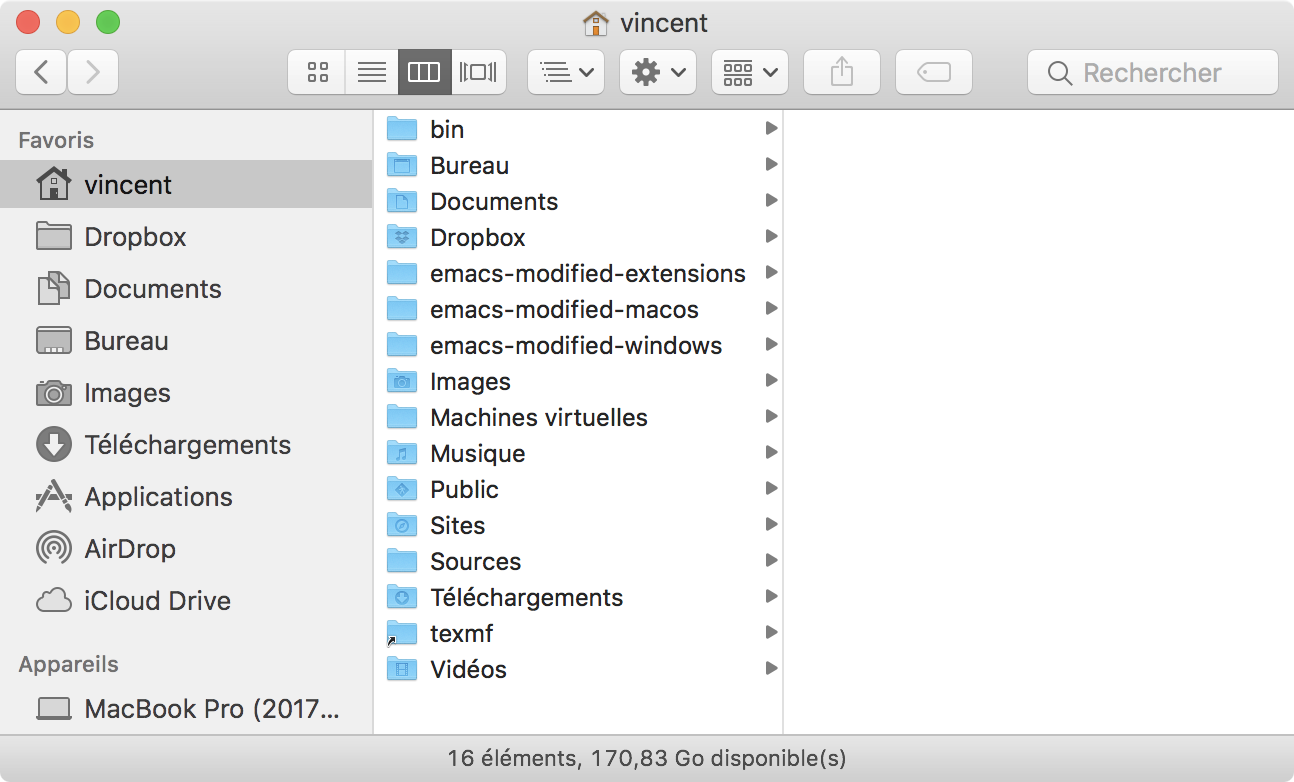 vincent
Rechercher
Favoris
vincent
Dropbox
Documents
Bureau
Images
Téléchargements
Applications
AirDrop
iCloud Drive
Appareils
MacBook Pro (2017...
bin
Bureau
Documents
Dropbox
emacs-modified-extensions
emacs-modified-macos
emacs-modified-windows
Images
Machines virtuelles
Musique
Public
Sites
Sources
Téléchargements
texmf
Vidéos
16 éléments, 170,83 Go disponible(s)